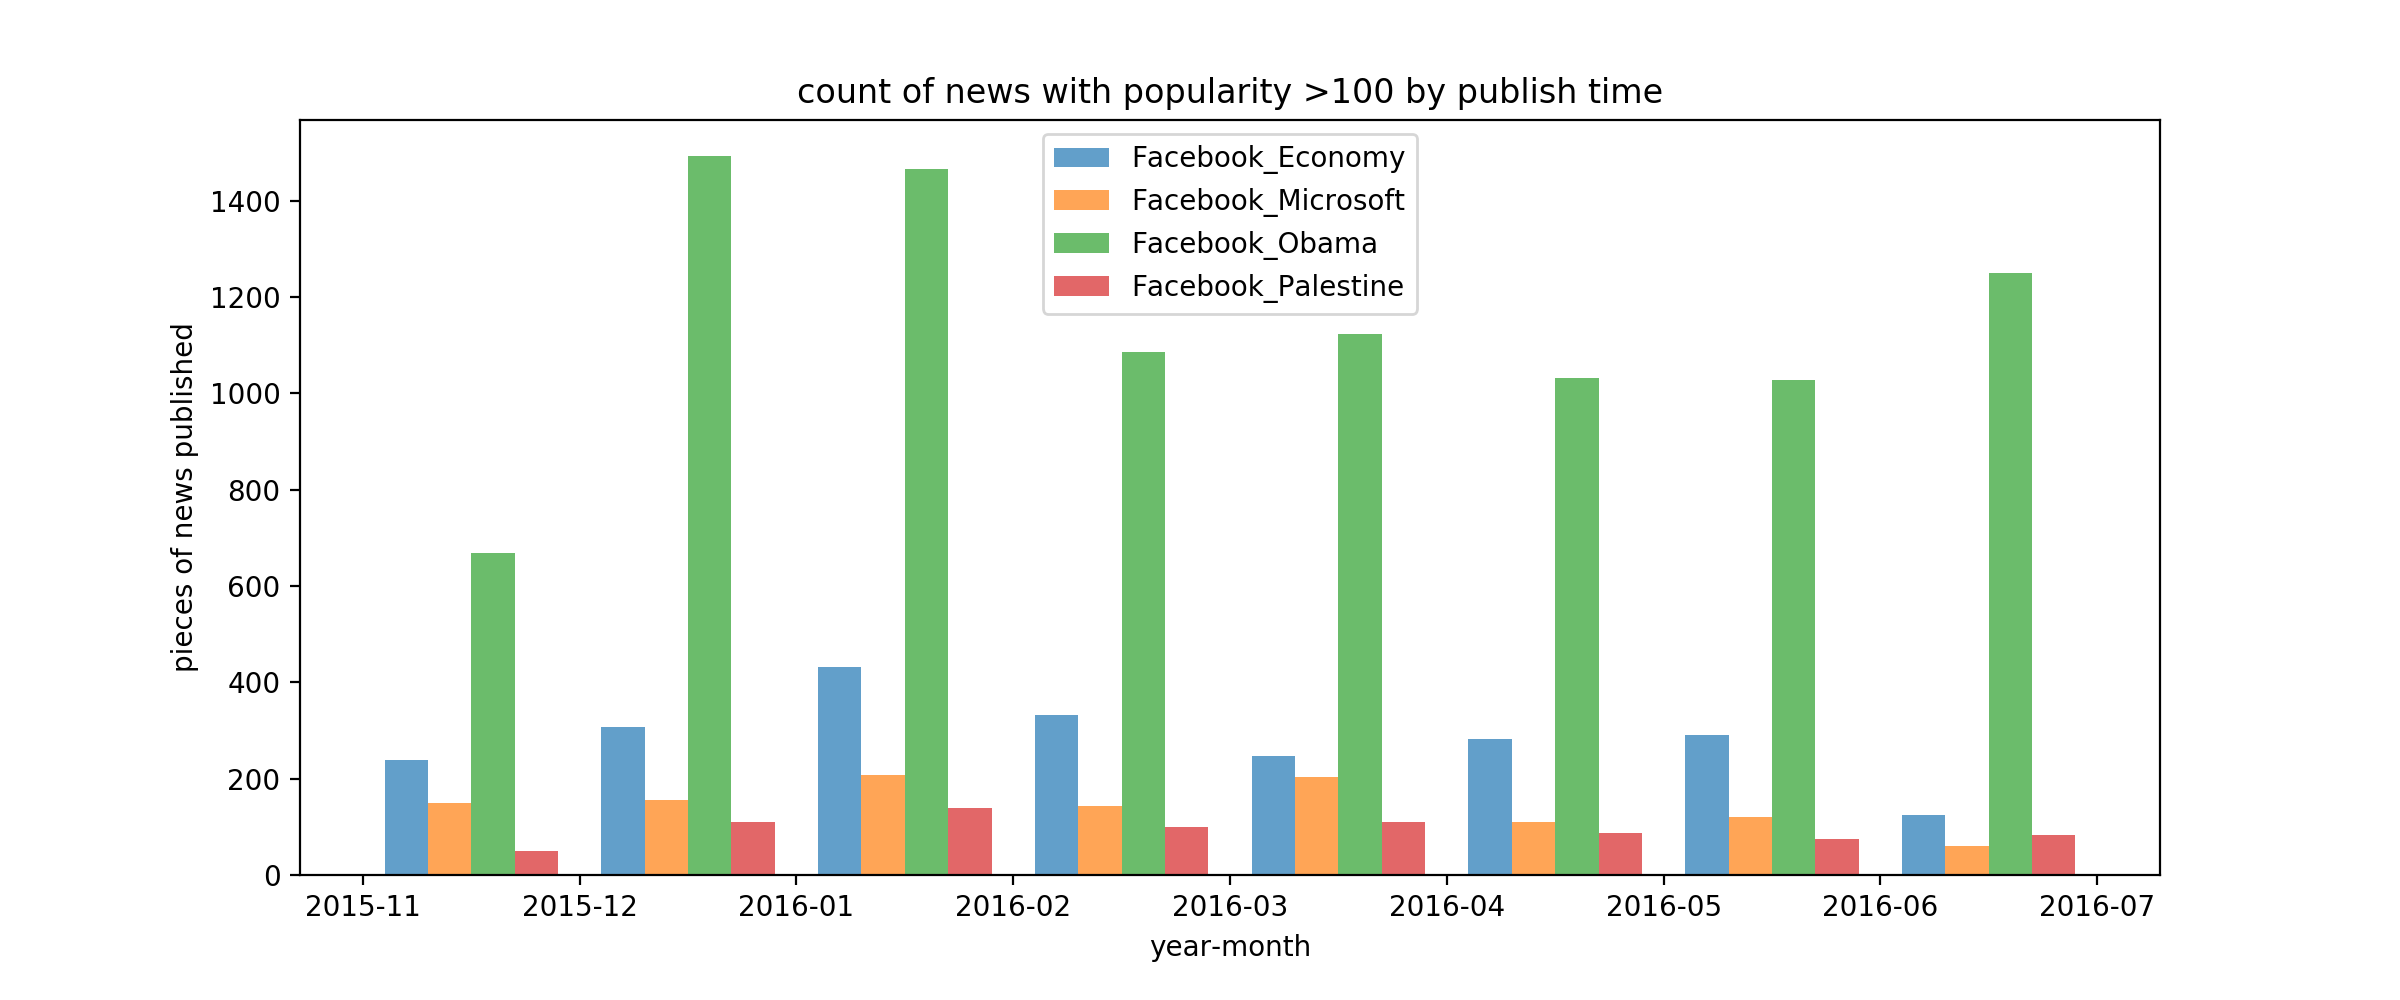 count of news with popularity >100 by publish time
Facebook_Economy
Facebook_Microsoft
Facebook_Obama
Facebook_Palestine
pieces of news published
1400
1200
1000
800
600
400
200
0
2015-11 2015-12 2016-01 2016-02 2016-03 2016-04 2016-05 2016-06 2016-07
year-month